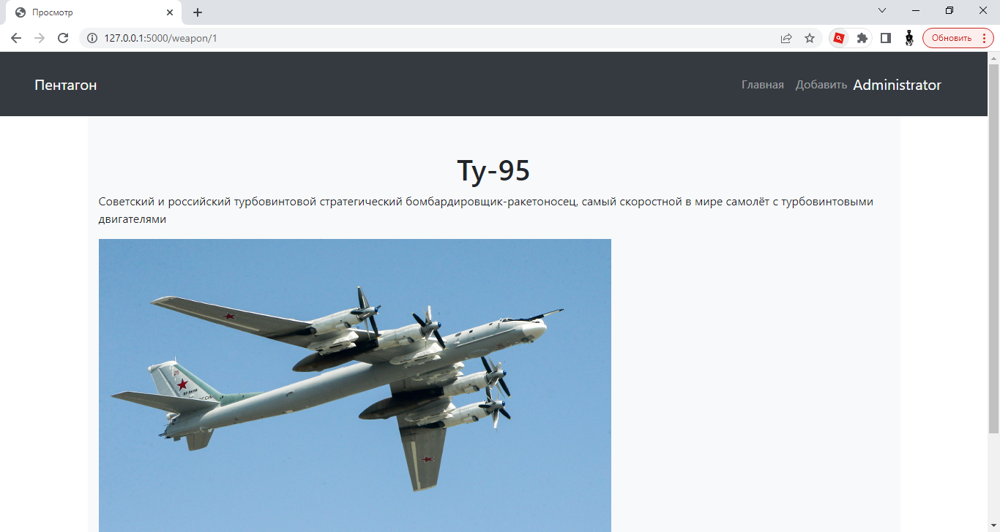 Просмотр
127.0.0.1:5000/weapon/1
Обновить
Пентагон
Главная Добавить Administrator
Ту-95
Советский и российский турбовинтовой стратегический бомбардировщик-ракетоносец, самый скоростной в мире самолёт с турбовинтовыми
двигателями